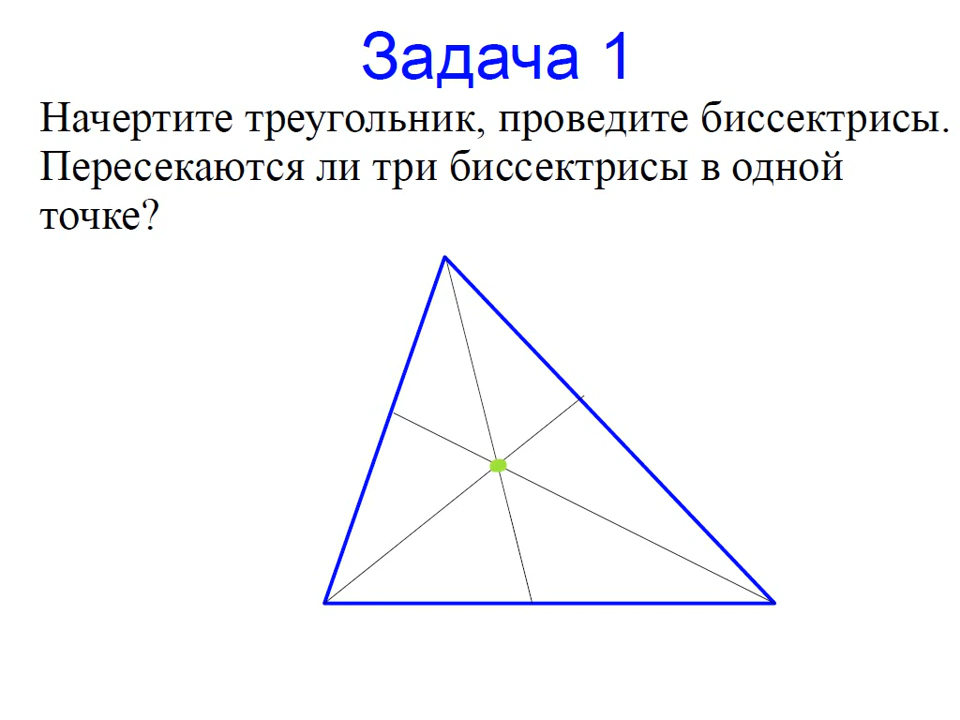 Задача 1
Начертите треугольник, проведите биссектрисы.
Пересекаются ли три биссектрисы в одной
точке?